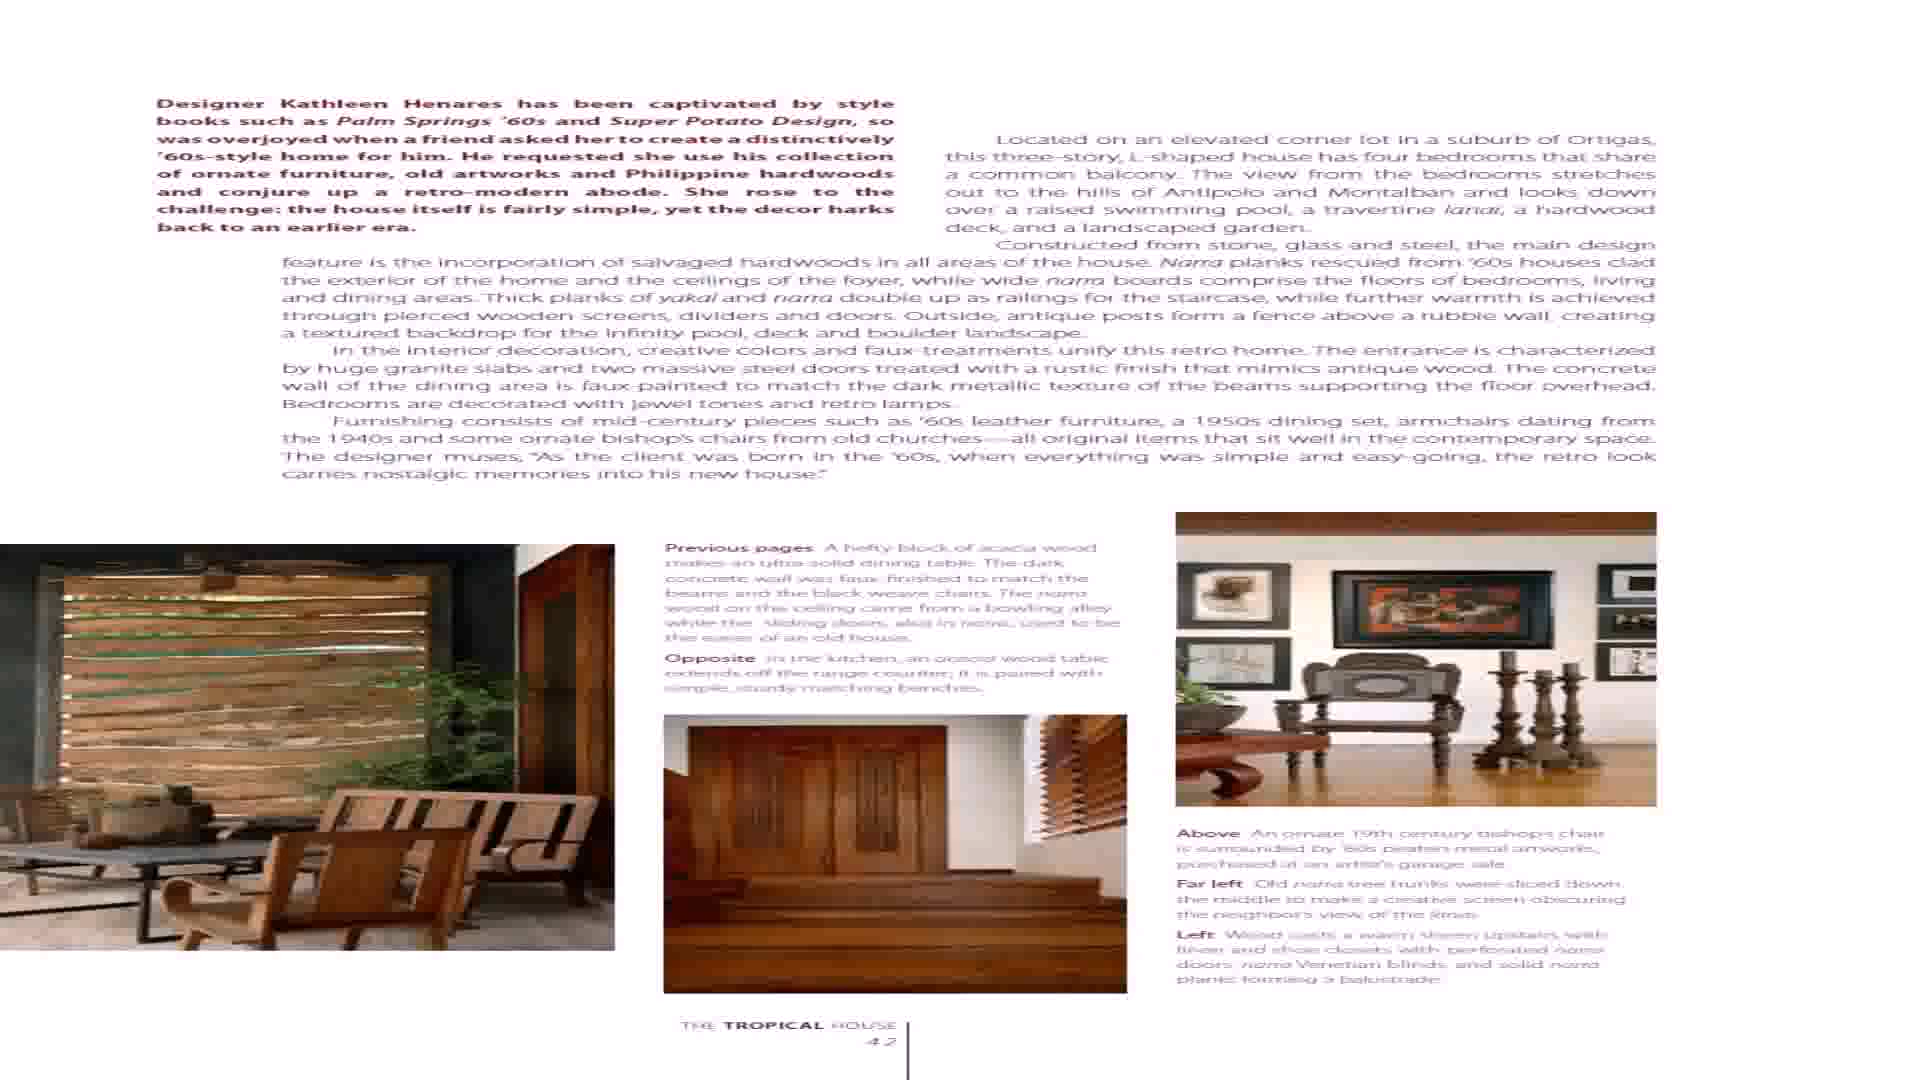 Designer Kathleen Henares has been captivated by style
books such as Palm Springs '60s and Super Potato Design, so
was overjoyed when a friend asked her to create a distinctively
'60s-style home for him. He requested she use his collection
of ornate furniture, old artworks and Philippine hardwoods
and conjure up a retro-modern abode. She rose to the
challenge: the house itself is fairly simple, yet the decor harks
back to an earlier era.
Located on an elevated corner lot in a suburb of Ortigas,
this three-story, L-shaped house has four bedrooms that share
a common balcony. The view from the bedrooms stretches
out to the hills of Antipolo and Montalban and looks down
over a raised swimming pool, a travertine lanai, a hardwood
deck, and a landscaped garden.
Constructed from stone, glass and steel, the main design
feature is the incorporation of salvaged hardwoods in all areas of the house. Narra planks rescued from '60s houses clad
the exterior of the home and the ceilings of the foyer, while wide narra boards comprise the floors of bedrooms, living
and dining areas. Thick planks of yakal and narra double up as railings for the staircase, while further warmth is achieved
through pierced wooden screens, dividers and doors. Outside, antique posts form a fence above a rubble wall, creating
a textured backdrop for the infinity pool, deck and boulder landscape.
In the interior decoration, creative colors and faux-treatments unify this retro home. The entrance is characterized
by huge granite slabs and two massive steel doors treated with a rustic finish that mimics antique wood. The concrete
wall of the dining area is faux-painted to match the dark metallic texture of the beams supporting the floor overhead.
Bedrooms are decorated with jewel tones and retro lamps.
Furnishing consists of mid-century pieces such as '60s leather furniture, a 1950s dining set, armchairs dating from
the 1940s and some ornate bishop's chairs from old churches—all original items that sit well in the contemporary space.
The designer muses, "As the client was born in the '60s, when everything was simple and easy-going, the retro look
carries nostalgic memories into his new house."
Previous pages A hefty block of acacia wood
makes an ultra-solid dining table. The dark
concrete wall was faux-finished to match the
beams and the black weave chairs. The narra
wood on the ceiling came from a bowling alley
while the sliding doors, also in narra, used to be
the eaves of an old house.
Opposite In the kitchen, an acacia wood table
extends off the range counter; it is paired with
simple, sturdy matching benches.
Above An ornate 19th century bishop's chair
is surrounded by '60s beaten metal artworks,
purchased at an artist's garage sale.
Far left Old narra tree trunks were sliced down
the middle to make a creative screen obscuring
the neighbor's view of the lanai.
Left Wood casts a warm sheen upstairs with
linen and shoe closets with perforated narra
doors, narra Venetian blinds, and solid narra
planks forming a balustrade.
THE TROPICAL HOUSE
42